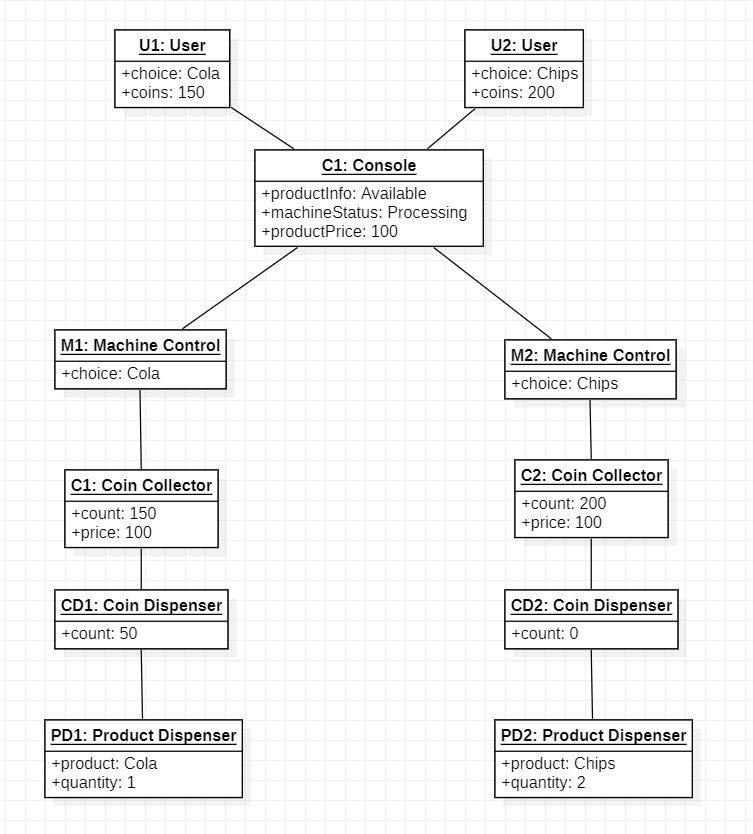 U1: User
+choice: Cola
+coins: 150
U2: User
+choice: Chips
+coins: 200
C1: Console
+productInfo: Available
+machineStatus: Processing
+productPrice: 100
M1: Machine Control
+choice: Cola
M2: Machine Control
+choice: Chips
C1: Coin Collector
+count: 150
+price: 100
C2: Coin Collector
+count: 200
+price: 100
CD1: Coin Dispenser
+count: 50
CD2: Coin Dispenser
+count: 0
PD1: Product Dispenser
+product: Cola
+quantity: 1
PD2: Product Dispenser
+product: Chips
+quantity: 2